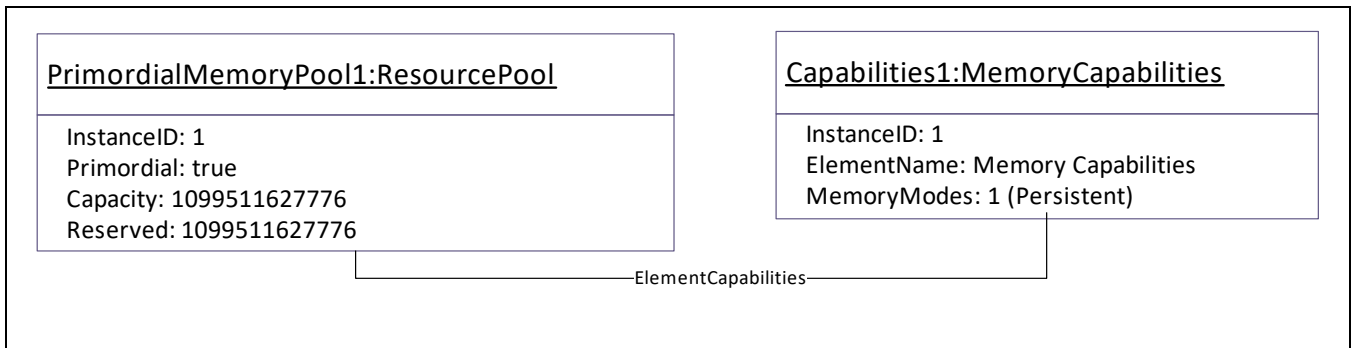 PrimordialMemoryPool1:ResourcePool
InstanceID: 1
Primordial: true
Capacity: 1099511627776
Reserved: 1099511627776
Capabilities1:MemoryCapabilities
InstanceID: 1
ElementName: Memory Capabilities
MemoryModes: 1 (Persistent)
ElementCapabilities